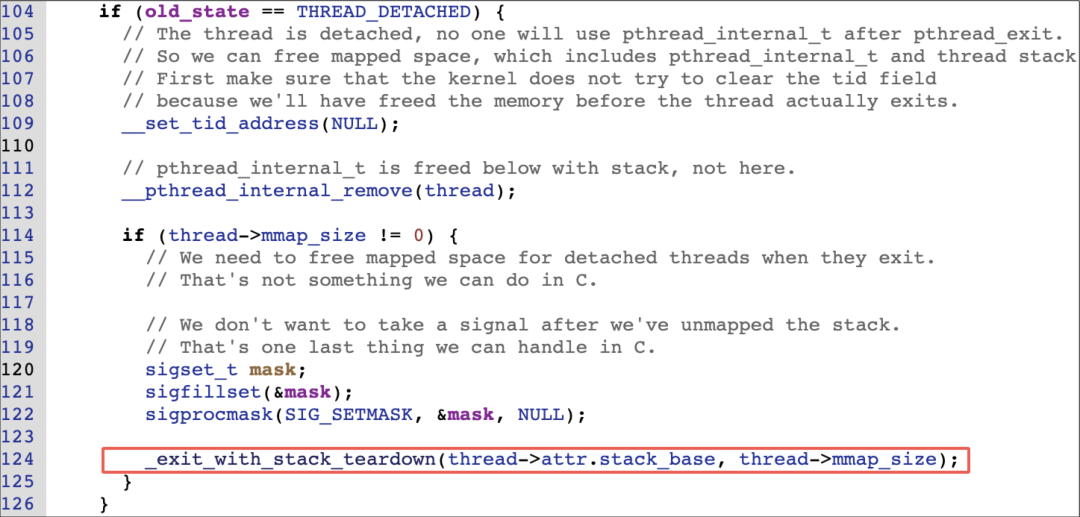 104 if (old_state == THREAD_DETACHED) {
105 // The thread is detached, no one will use pthread_internal_t after pthread_exit.
106 // So we can free mapped space, which includes pthread_internal_t and thread stack
107 // First make sure that the kernel does not try to clear the tid field
108 // because we'll have freed the memory before the thread actually exits.
109 __set_tid_address(NULL);
110
111 // pthread_internal_t is freed below with stack, not here.
112 __pthread_internal_remove(thread);
113
114 if (thread->mmap_size != 0) {
115 // We need to free mapped space for detached threads when they exit.
116 // That's not something we can do in C.
117
118 // We don't want to take a signal after we've unmapped the stack.
119 // That's one last thing we can handle in C.
120 sigset_t mask;
121 sigfillset(&mask);
122 sigprocmask(SIG_SETMASK, &mask, NULL);
123
124 _exit_with_stack_teardown(thread->attr.stack_base, thread->mmap_size);
125 }
126 }